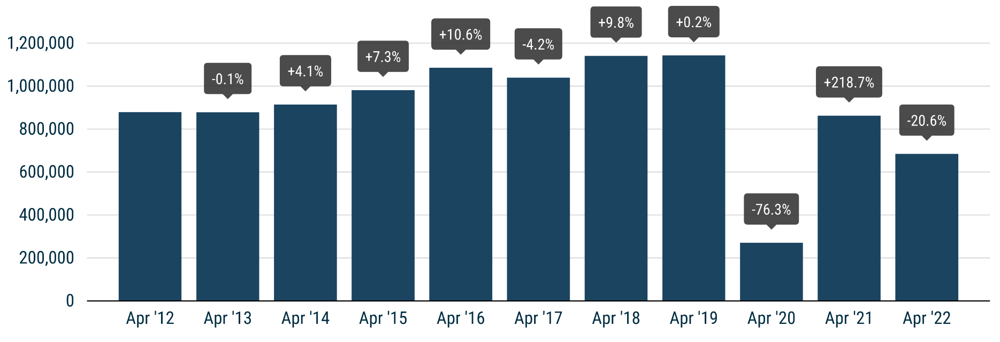 +9.8%
+0.2%
+10.6%
-4.2%
1,200,000
+7.3%
+4.1%
-0.1%
+218.7%
1,000,000
-20.6%
800,000
600,000
-76.3%
400,000
200,000
0
Apr '12
Apr '13
Apr '14
Apr '15
Apr '16
Apr '17
Apr '18
Apr '19
Apr '20
Apr '21
Apr '22